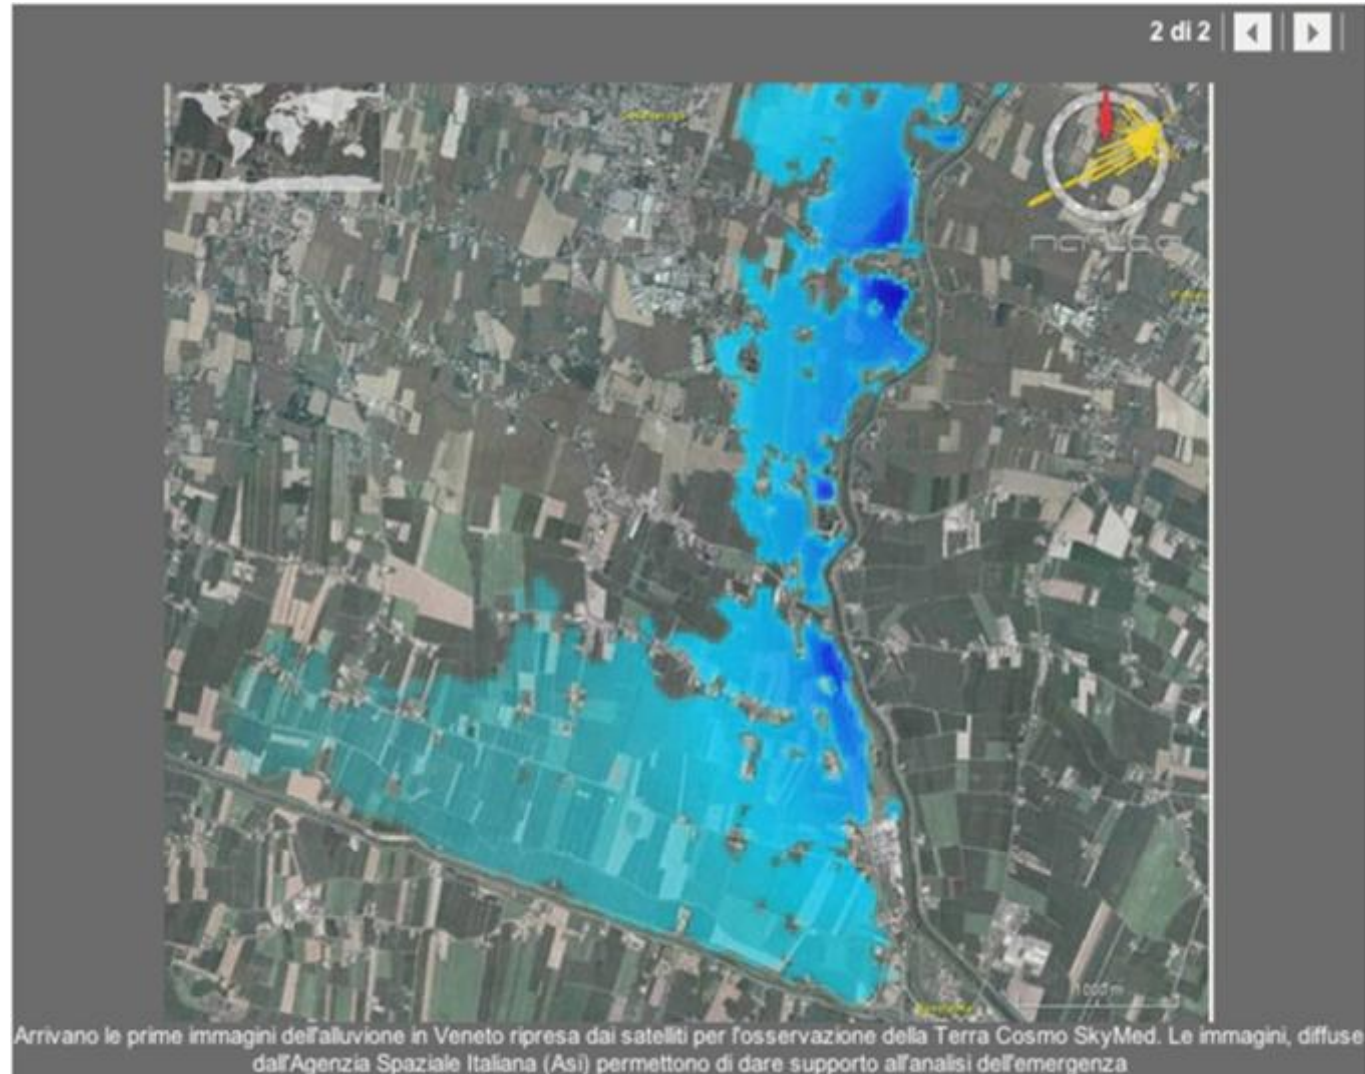 2 di 2
1000 m
Arrivano le prime immagini dell'alluvione in Veneto ripresa dai satelliti per l'osservazione della Terra Cosmo SkyMed. Le immagini, diffuse
dall'Agenzia Spaziale Italiana (Asi) permettono di dare supporto all'analisi dell'emergenza